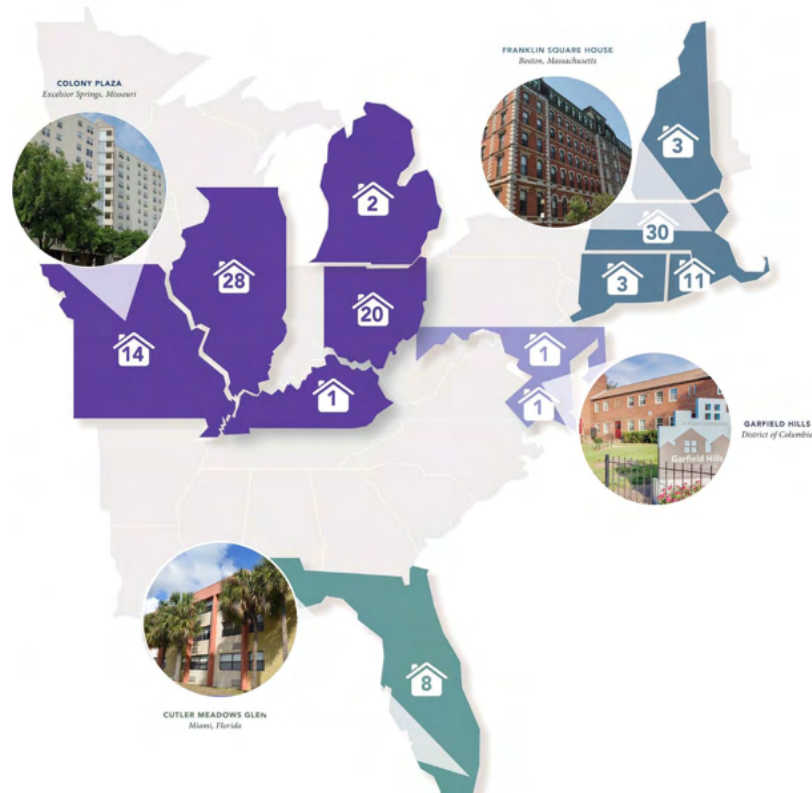 FRANKLIN SQUARE HOUSE
Boston, Massachusetts
COLONY PLAZA
Excelsior Springs, Missouri
3
2
30
28
3
11
20
14
1
1
1
GARFIELD HILLS
District of Columbia
Garfield Hills
8
CUTLER MEADOWS GLEN
Miami, Florida